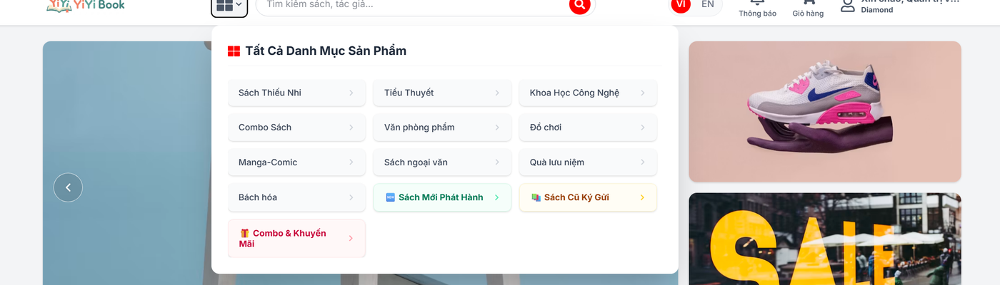 YiYi YiYi Book
Tìm kiếm sách, tác giả...
VI EN
Thông báo
Giỏ hàng
Xin chào, Quản trị v...
Diamond
Tất Cả Danh Mục Sản Phẩm
Sách Thiếu Nhi
Tiểu Thuyết
Khoa Học Công Nghệ
Combo Sách
Văn phòng phẩm
Đồ chơi
Manga-Comic
Sách ngoại văn
Quà lưu niệm
Bách hóa
NEW Sách Mới Phát Hành
Sách Cũ Ký Gửi
Combo & Khuyến
Mãi
SALE